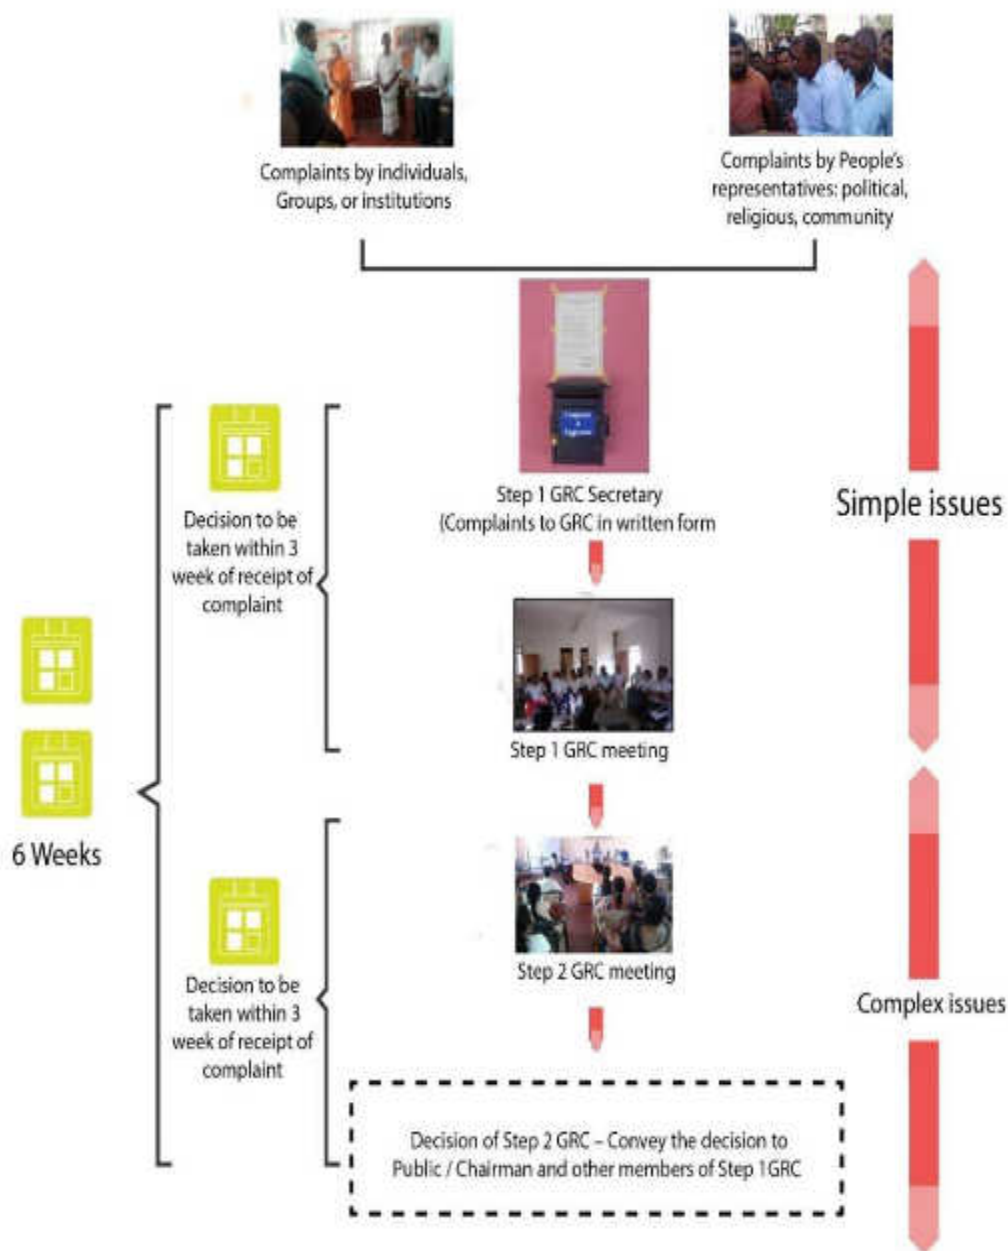 Complaints by individuals,
Groups, or institutions
Complaints by People's
representatives: political,
religious, community
Step 1 GRC Secretary
(Complaints to GRC in written form
Decision to be
taken within 3
week of receipt of
complaint
Simple issues
Step 1 GRC meeting
6 Weeks
Step 2 GRC meeting
Decision to be
taken within 3
week of receipt of
complaint
Complex issues
Decision of Step 2 GRC – Convey the decision to
Public / Chairman and other members of Step 1GRC